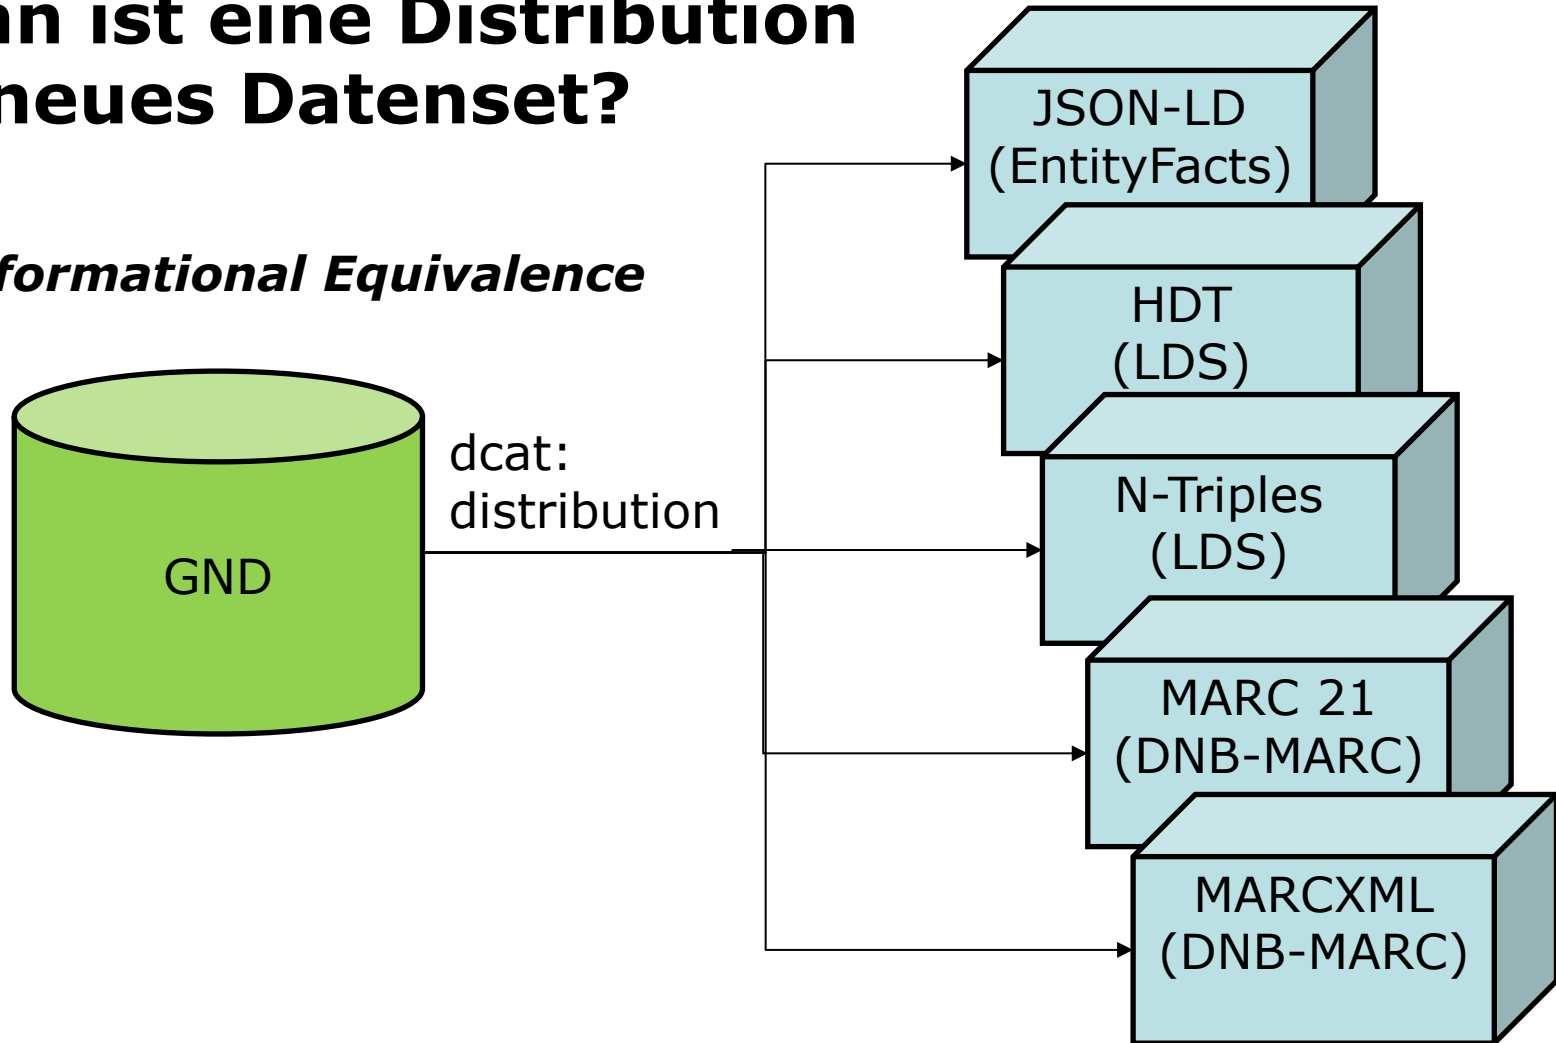 nn ist eine Distribution
neues Datenset?
formational Equivalence
GND
dcat:
distribution
JSON-LD
(EntityFacts)
HDT
(LDS)
N-Triples
(LDS)
MARC 21
(DNB-MARC)
MARCXML
(DNB-MARC)